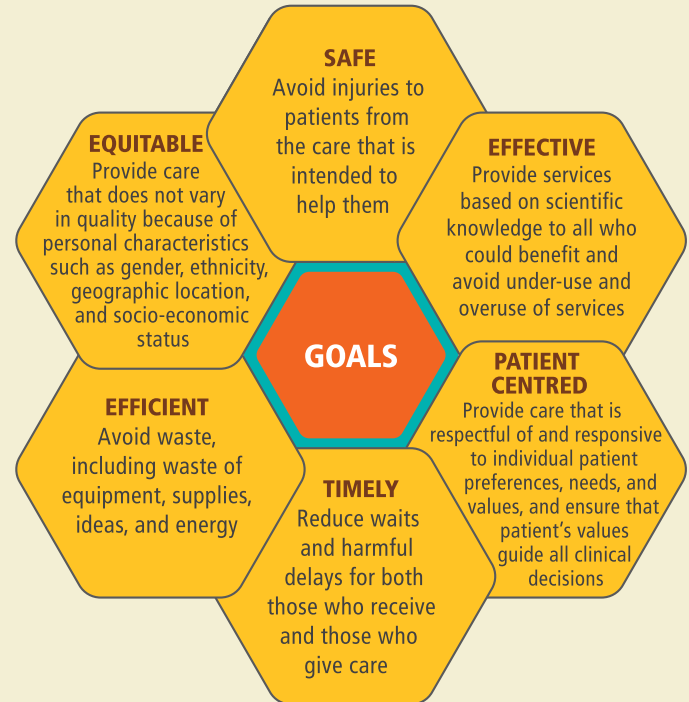 SAFE
Avoid injuries to
patients from
the care that is
intended to
help them
EFFECTIVE
Provide services
based on scientific
knowledge to all who
could benefit and
avoid under-use and
overuse of services
PATIENT
CENTRED
Provide care that is
respectful of and responsive
to individual patient
preferences, needs, and
values, and ensure that
patient’s values
guide all clinical
decisions
TIMELY
Reduce waits
and harmful
delays for both
those who receive
and those who
give care
EFFICIENT
Avoid waste,
including waste of
equipment, supplies,
ideas, and energy
EQUITABLE
Provide care
that does not vary
in quality because of
personal characteristics
such as gender, ethnicity,
geographic location,
and socio-economic
status
GOALS